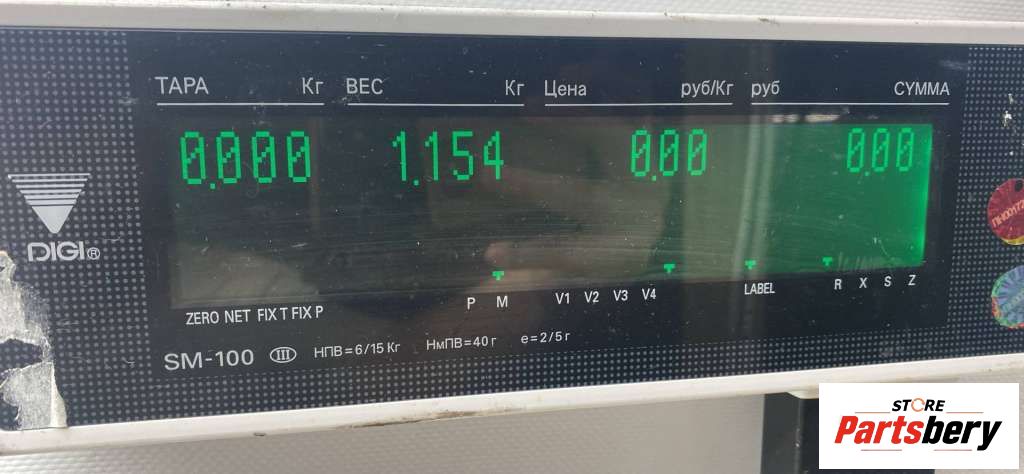 ТАРА Кг ВЕС Кг Цена руб/Кг руб СУММА
0.000 1.154 0.00 0.00
DIGI®
P M V1 V2 V3 V4 LABEL R X S Z
ZERO NET FIX T FIX P
SM-100 III НПВ=6/15 Кг НмПВ=40 г e=2/5 г
STORE
Partsbery